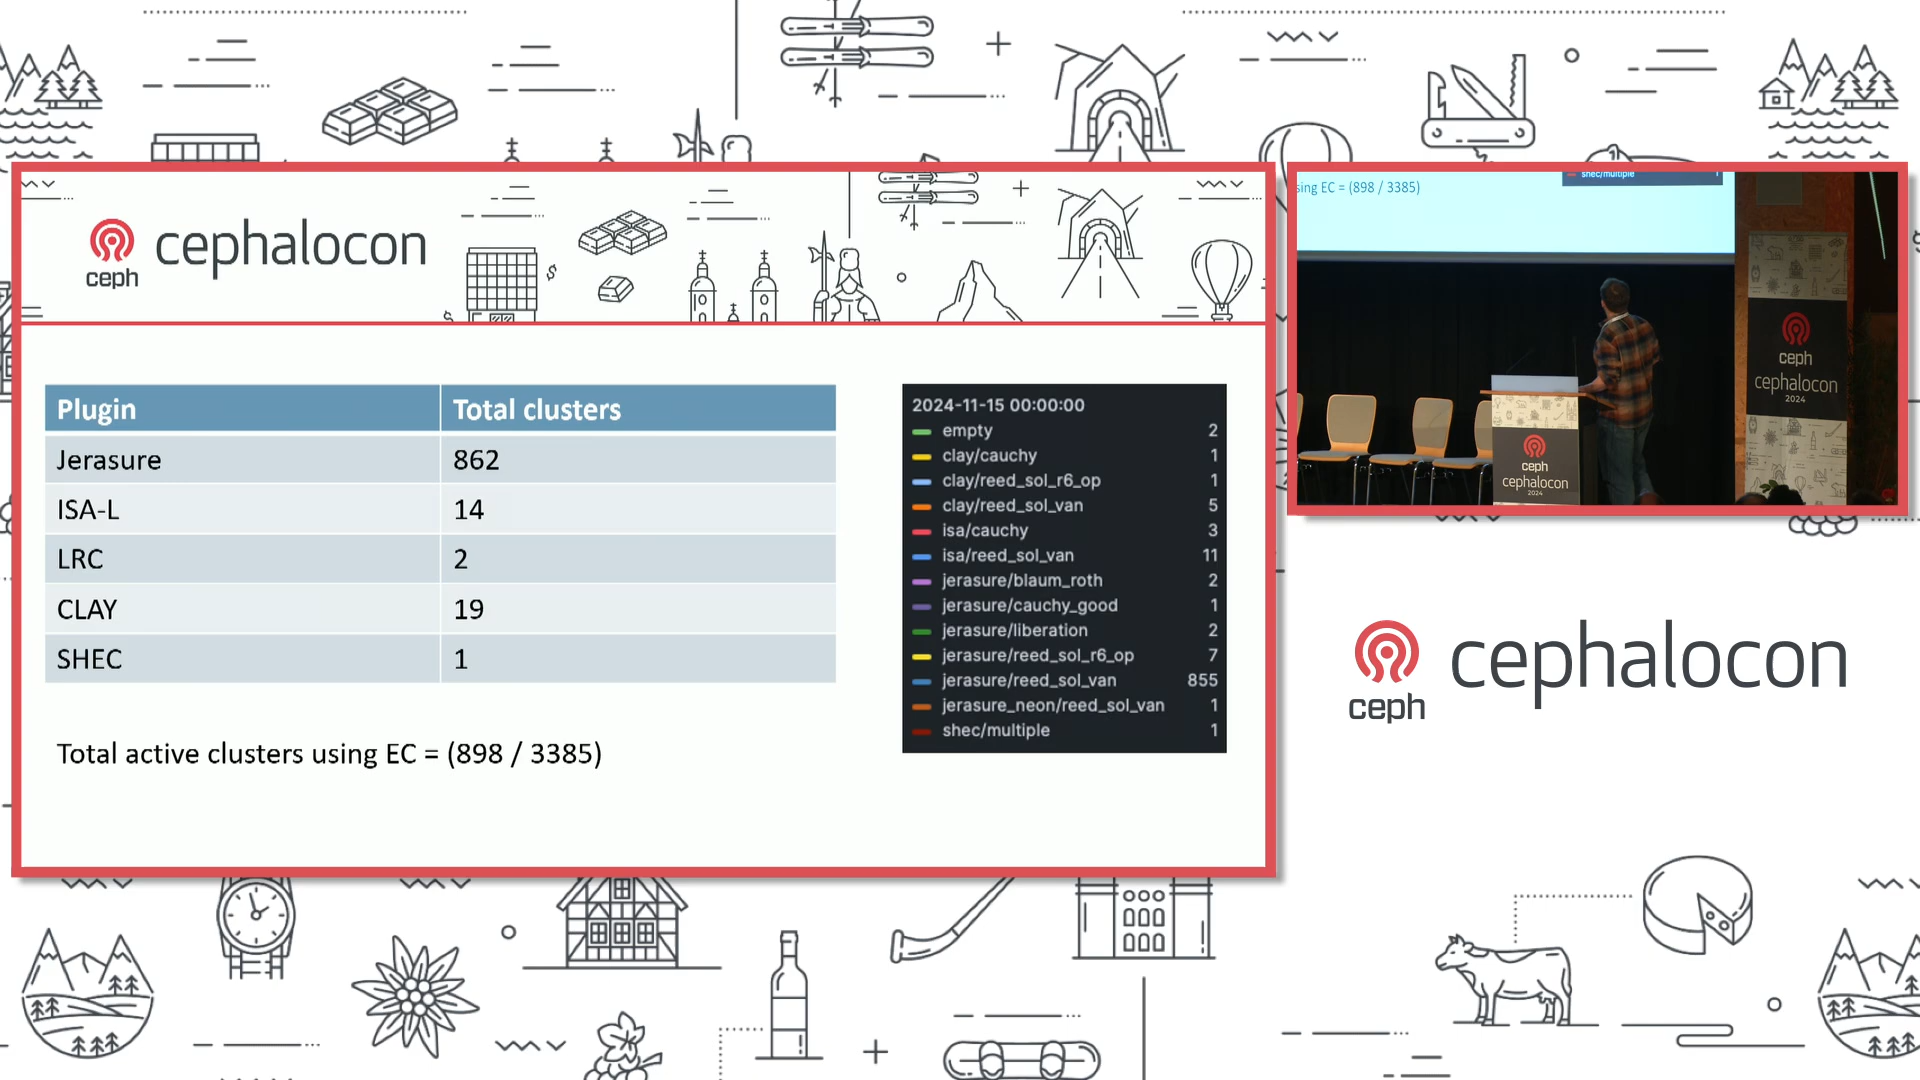 ceph
cephalocon
Plugin Total clusters
Jerasure 862
ISA-L 14
LRC 2
CLAY 19
SHEC 1
Total active clusters using EC = (898 / 3385)
2024-11-15 00:00:00
empty 2
clay/cauchy 1
clay/reed_sol_r6_op 1
clay/reed_sol_van 5
isa/cauchy 3
isa/reed_sol_van 11
jerasure/blaum_roth 2
jerasure/cauchy_good 1
jerasure/liberation 2
jerasure/reed_sol_r6_op 7
jerasure/reed_sol_van 855
jerasure_neon/reed_sol_van 1
shec/multiple 1
sing EC = (898 / 3385)
shec/multiple 1
ceph
cephalocon
2024
ceph
cephalocon
2024
ceph
cephalocon